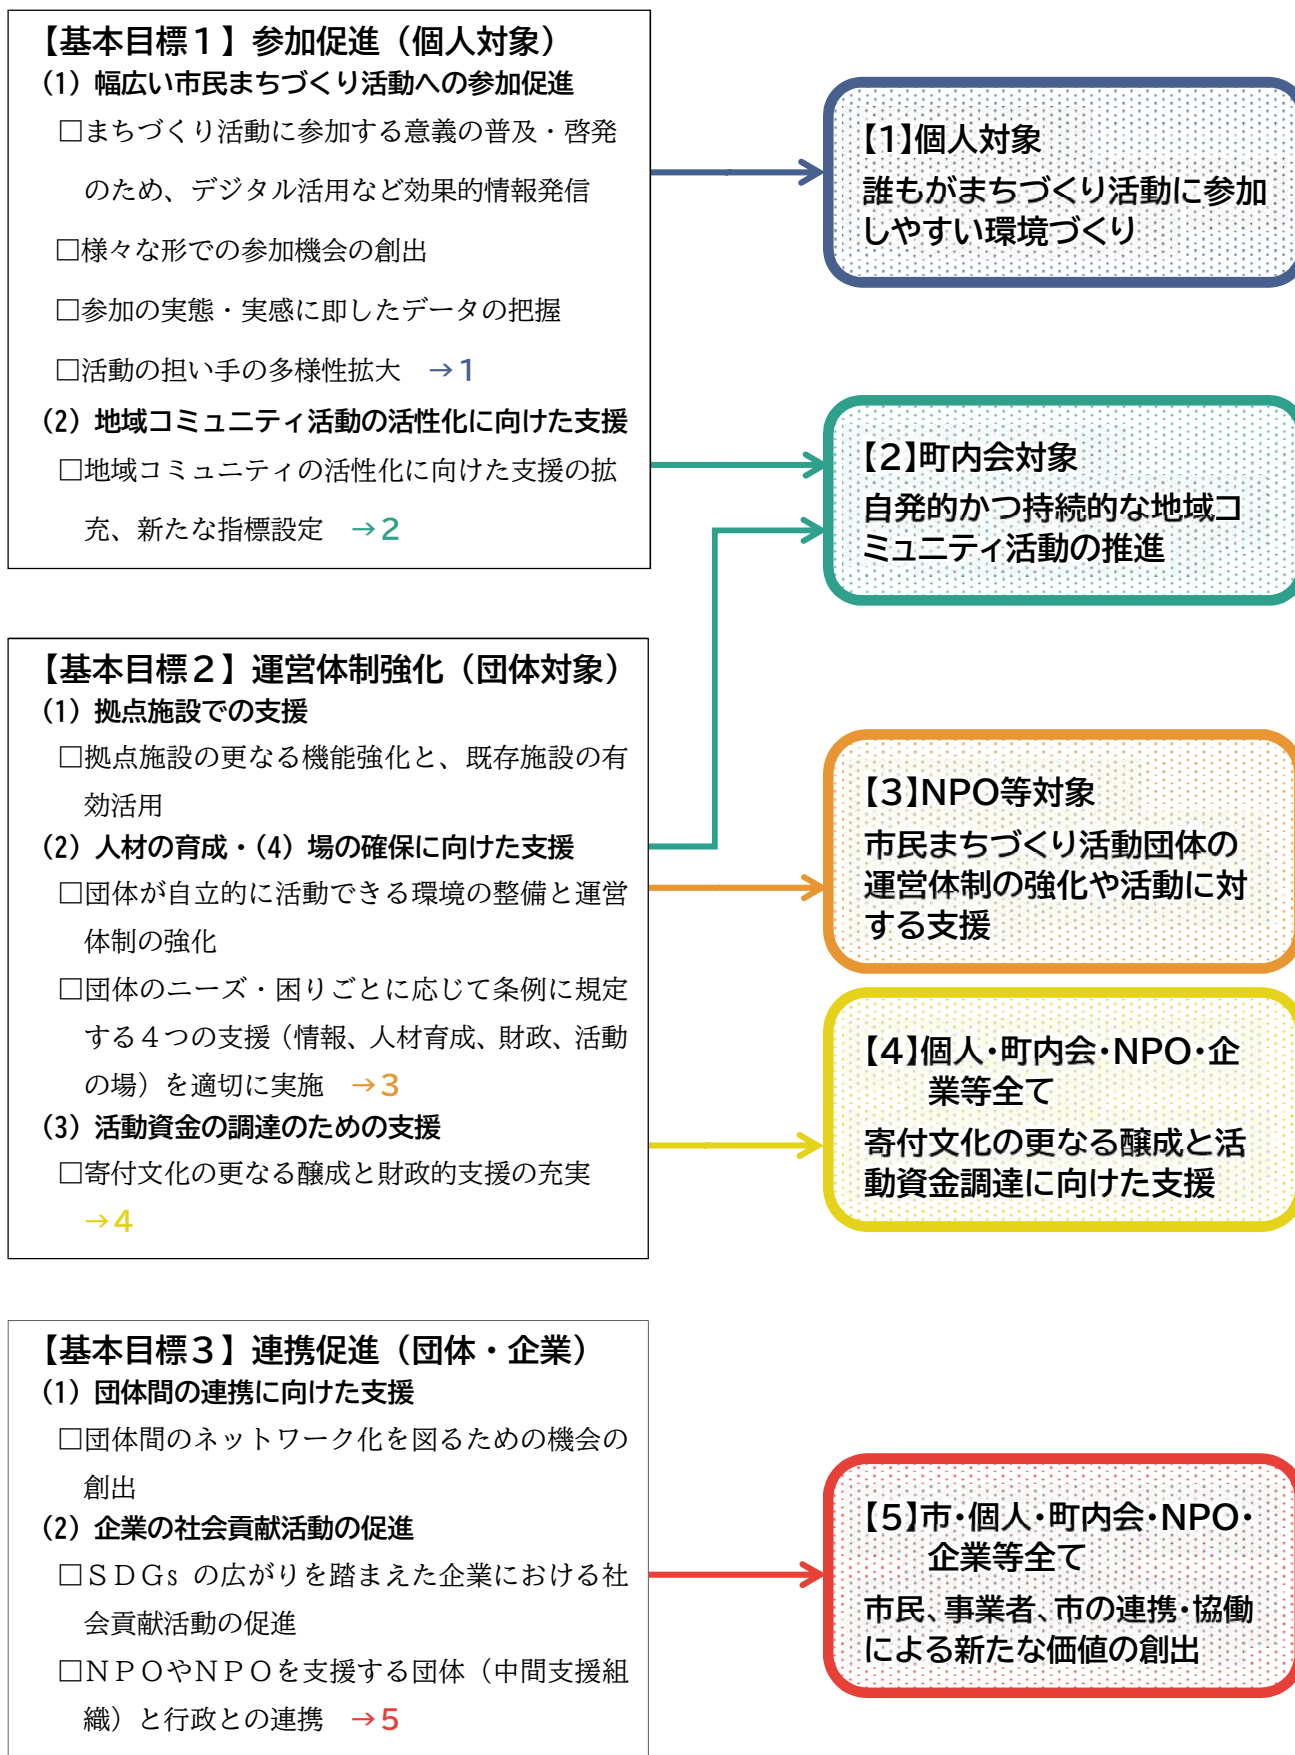 【基本目標１】参加促進（個人対象）
(1) 幅広い市民まちづくり活動への参加促進
□まちづくり活動に参加する意義の普及・啓発
のため、デジタル活用など効果的情報発信
□様々な形での参加機会の創出
□参加の実態・実感に即したデータの把握
□活動の担い手の多様性拡大　→１
(2) 地域コミュニティ活動の活性化に向けた支援
□地域コミュニティの活性化に向けた支援の拡
充、新たな指標設定　→２
【基本目標２】運営体制強化（団体対象）
(1) 拠点施設での支援
□拠点施設の更なる機能強化と、既存施設の有
効活用
(2) 人材の育成・(4) 場の確保に向けた支援
□団体が自立的に活動できる環境の整備と運営
体制の強化
□団体のニーズ・困りごとに応じて条例に規定
する４つの支援（情報、人材育成、財政、活動
の場）を適切に実施　→３
(3) 活動資金の調達のための支援
□寄付文化の更なる醸成と財政的支援の充実
→４
【基本目標３】連携促進（団体・企業）
(1) 団体間の連携に向けた支援
□団体間のネットワーク化を図るための機会の
創出
(2) 企業の社会貢献活動の促進
□ＳＤＧs の広がりを踏まえた企業における社
会貢献活動の促進
□ＮＰＯやＮＰＯを支援する団体（中間支援組
織）と行政との連携　→５
【1】個人対象
誰もがまちづくり活動に参加
しやすい環境づくり
【2】町内会対象
自発的かつ持続的な地域コ
ミュニティ活動の推進
【3】NPO等対象
市民まちづくり活動団体の
運営体制の強化や活動に対
する支援
【4】個人・町内会・NPO・企
業等全て
寄付文化の更なる醸成と活
動資金調達に向けた支援
【5】市・個人・町内会・NPO・
企業等全て
市民、事業者、市の連携・協働
による新たな価値の創出